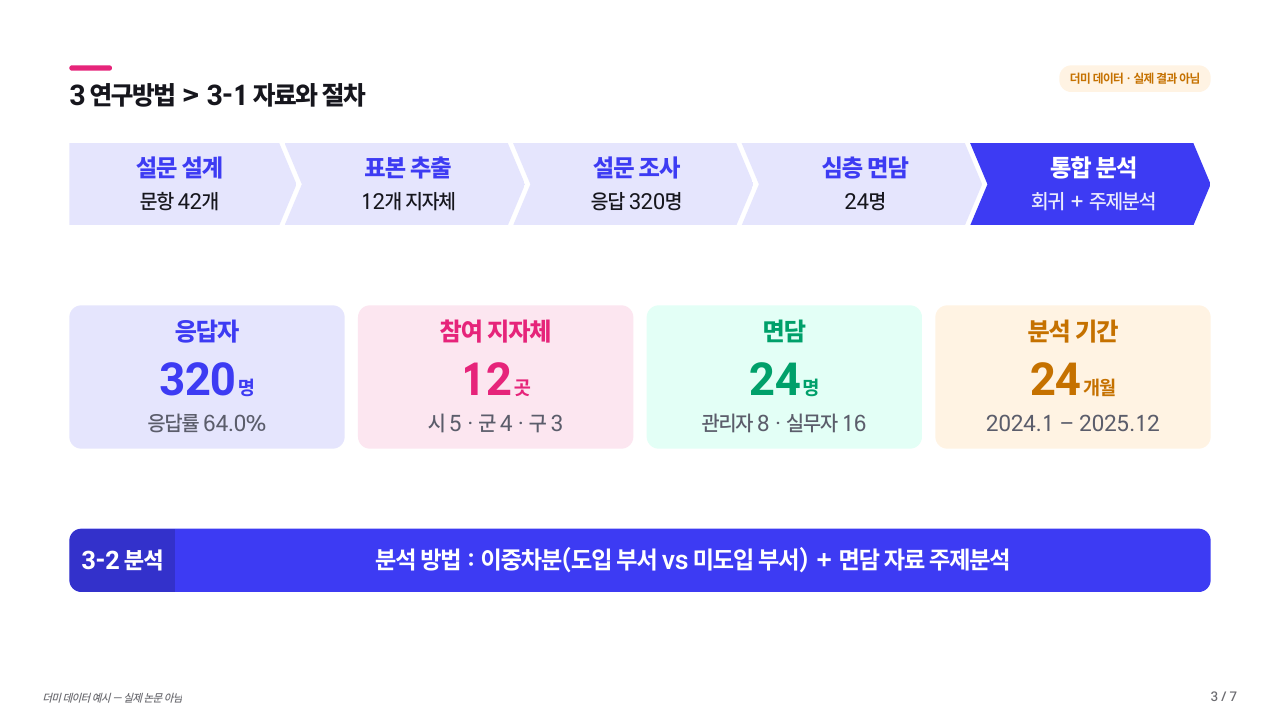 3 연구방법 > 3-1 자료와 절차
더미 데이터 · 실제 결과 아님
설문 설계
문항 42개
표본 추출
12개 지자체
설문 조사
응답 320명
심층 면담
24명
통합 분석
회귀 + 주제분석
응답자
320명
응답률 64.0%
참여 지자체
12곳
시 5 · 군 4 · 구 3
면담
24명
관리자 8 · 실무자 16
분석 기간
24개월
2024.1 – 2025.12
3-2 분석
분석 방법 : 이중차분(도입 부서 vs 미도입 부서) + 면담 자료 주제분석
더미 데이터 예시 — 실제 논문 아님
3 / 7